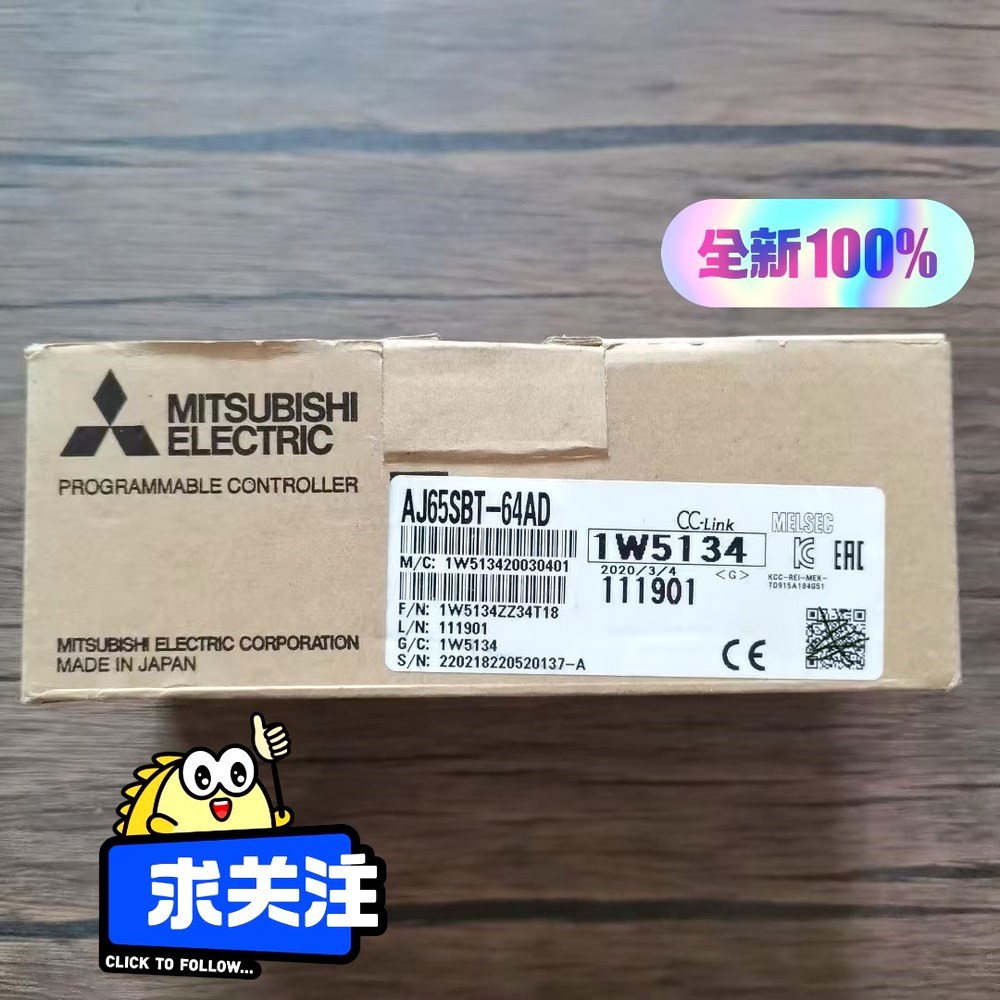 全新100%
MITSUBISHI
ELECTRIC
PROGRAMMABLE CONTROLLER
MITSUBISHI ELECTRIC CORPORATION
MADE IN JAPAN
AJ65SBT-64AD
M/C: 1W513420030401
F/N: 1W5134ZZ34T18
L/N: 111901
G/C: 1W5134
S/N: 220218220520137-A
CC-Link
1W5134
2020/3/4 <G>
111901
MELSEC
KCC-REI-MEK-
TD915A184G51
EAC
CE
求关注
CLICK TO FOLLOW...